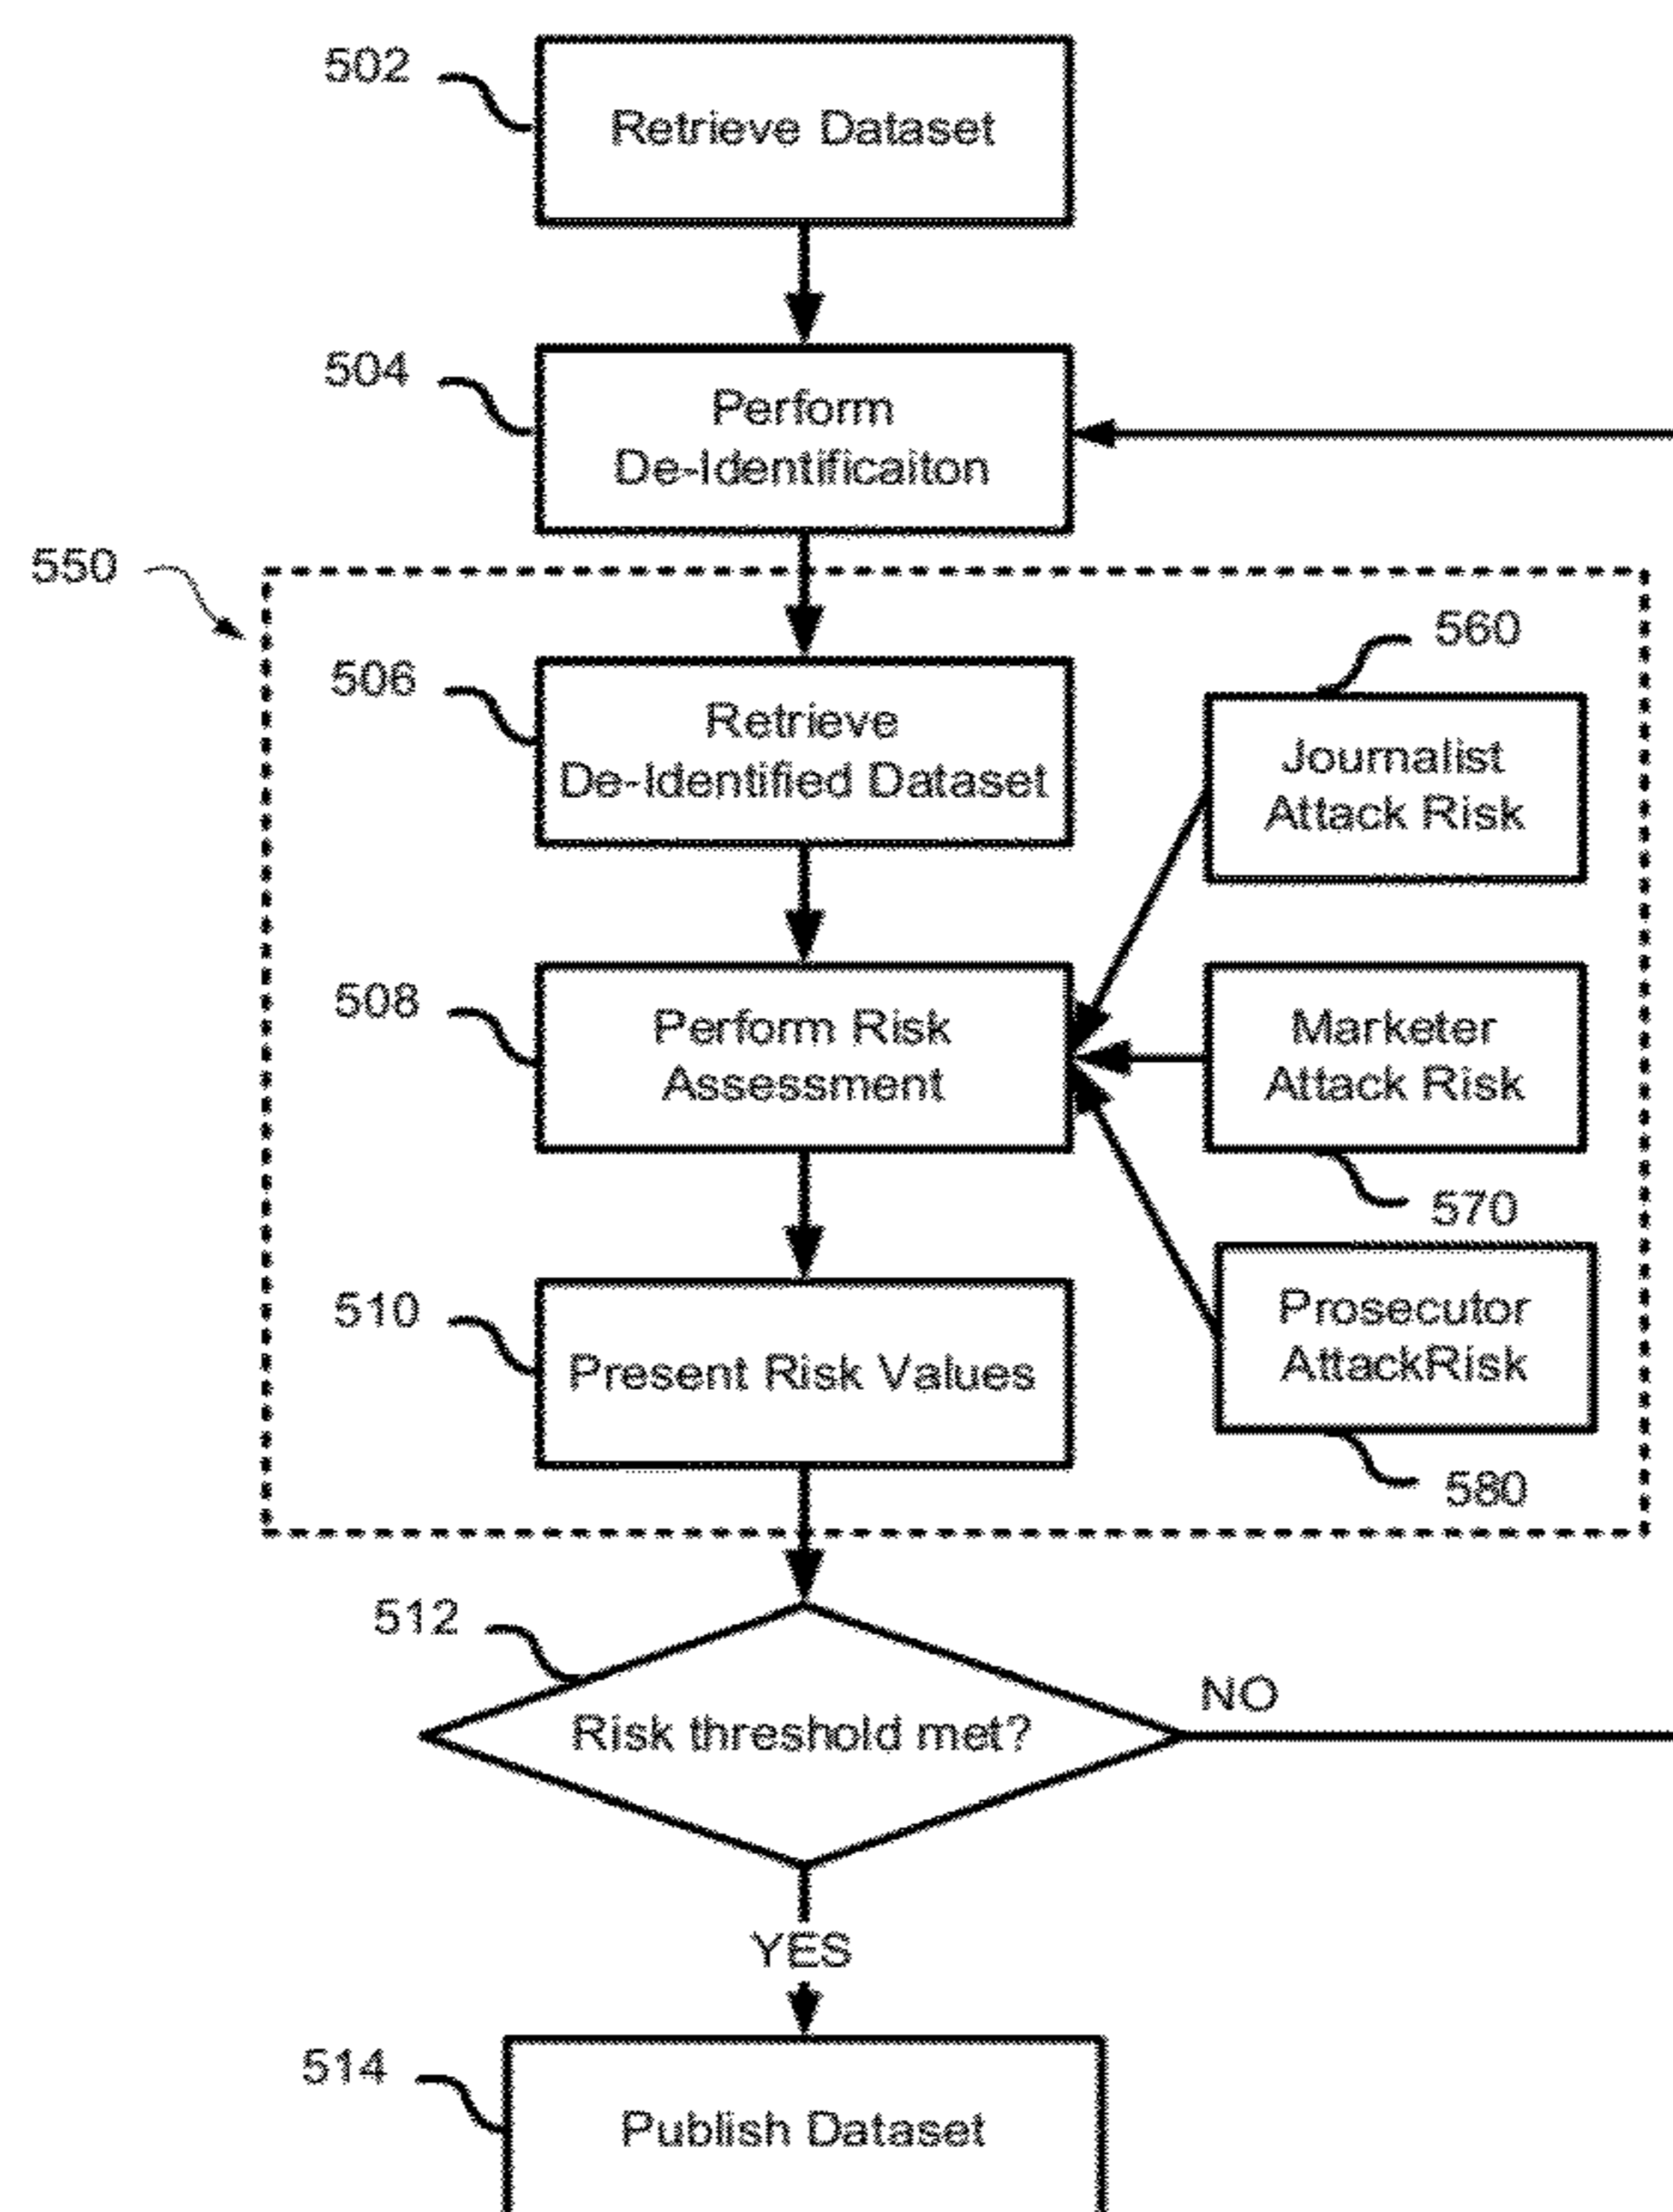 502
Retrieve Dataset
504
Perform
De-Identificaiton
550
560
506
Retrieve
De-Identified Dataset
Journalist
Attack Risk
508
Perform Risk
Assessment
Marketer
Attack Risk
570
510
Present Risk Values
Prosecutor
AttackRisk
580
512
Risk threshold met?
NO
YES
514
Publish Dataset